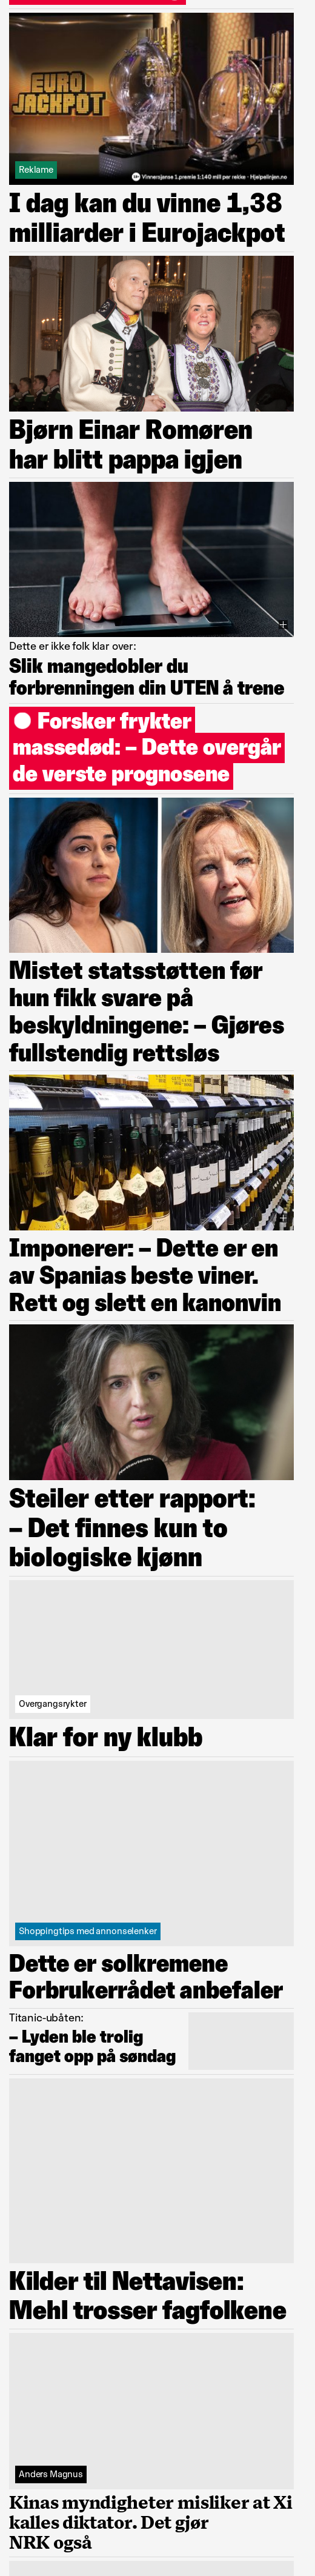 EURO
JACKPOT
Reklame
Vinnersjanse 1.premie 1:140 mill per rekke - Hjelpelinjen.no
I dag kan du vinne 1,38
milliarder i Eurojackpot
Bjørn Einar Romøren
har blitt pappa igjen
Dette er ikke folk klar over:
Slik mangedobler du
forbrenningen din UTEN å trene
Forsker frykter
massedød: – Dette overgår
de verste prognosene
Mistet statsstøtten før
hun fikk svare på
beskyldningene: – Gjøres
fullstendig rettsløs
Imponerer: – Dette er en
av Spanias beste viner.
Rett og slett en kanonvin
Steiler etter rapport:
– Det finnes kun to
biologiske kjønn
Overgangsrykter
Klar for ny klubb
Shoppingtips med annonselenker
Dette er solkremene
Forbrukerrådet anbefaler
Titanic-ubåten:
– Lyden ble trolig
fanget opp på søndag
Kilder til Nettavisen:
Mehl trosser fagfolkene
Anders Magnus
Kinas myndigheter misliker at Xi
kalles diktator. Det gjør
NRK også